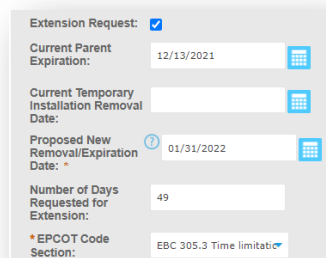 Extension Request:
Current Parent
Expiration:
12/13/2021
Current Temporary
Installation Removal
Date:
Proposed New
Removal/Expiration
Date: *
?
01/31/2022
Number of Days
Requested for
Extension:
49
*EPCOT Code
Section:
EBC 305.3 Time limitatic